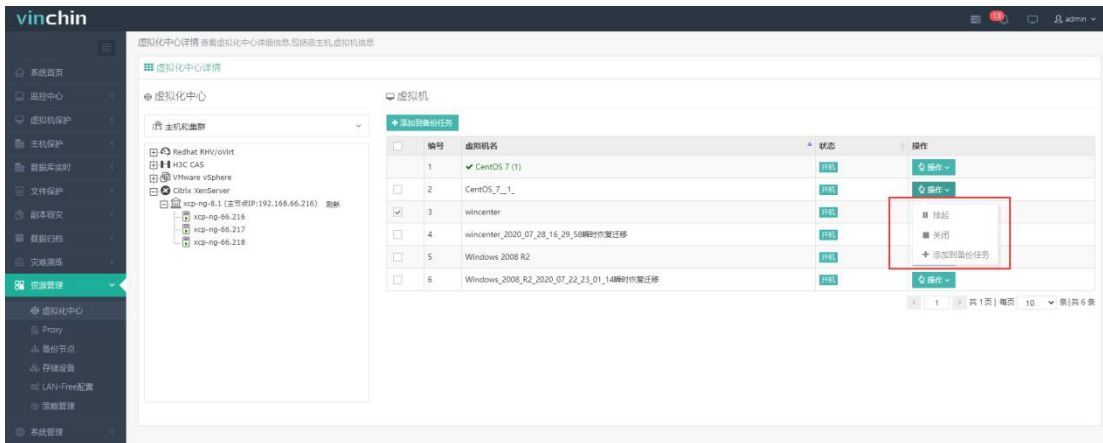 vinchin
13
admin
虚拟化中心详情 查看虚拟化中心详细信息,包括宿主机,虚拟机信息
系统首页
监控中心
虚拟机保护
主机保护
数据库实时
文件保护
副本容灾
数据归档
灾难演练
资源管理
虚拟化中心
Proxy
备份节点
存储设备
LAN-Free配置
策略管理
系统管理
虚拟化中心详情
虚拟化中心
主机和集群
Redhat RHV/oVirt
H3C CAS
VMware vSphere
Citrix XenServer
xcp-ng-8.1 (主节点IP:192.168.66.216) 刷新
xcp-ng-66.216
xcp-ng-66.217
xcp-ng-66.218
虚拟机
添加到备份任务
编号 虚拟机名 状态 操作
1 CentOS 7 (1) 开机 操作
2 CentOS_7__1_ 开机 操作
3 wincenter 开机
4 wincenter_2020_07_28_16_29_58瞬时恢复迁移 开机
5 Windows 2008 R2 开机
6 Windows_2008_R2_2020_07_22_23_01_14瞬时恢复迁移 开机 操作
挂起
关闭
添加到备份任务
1 共1页| 每页 10 条|共6条